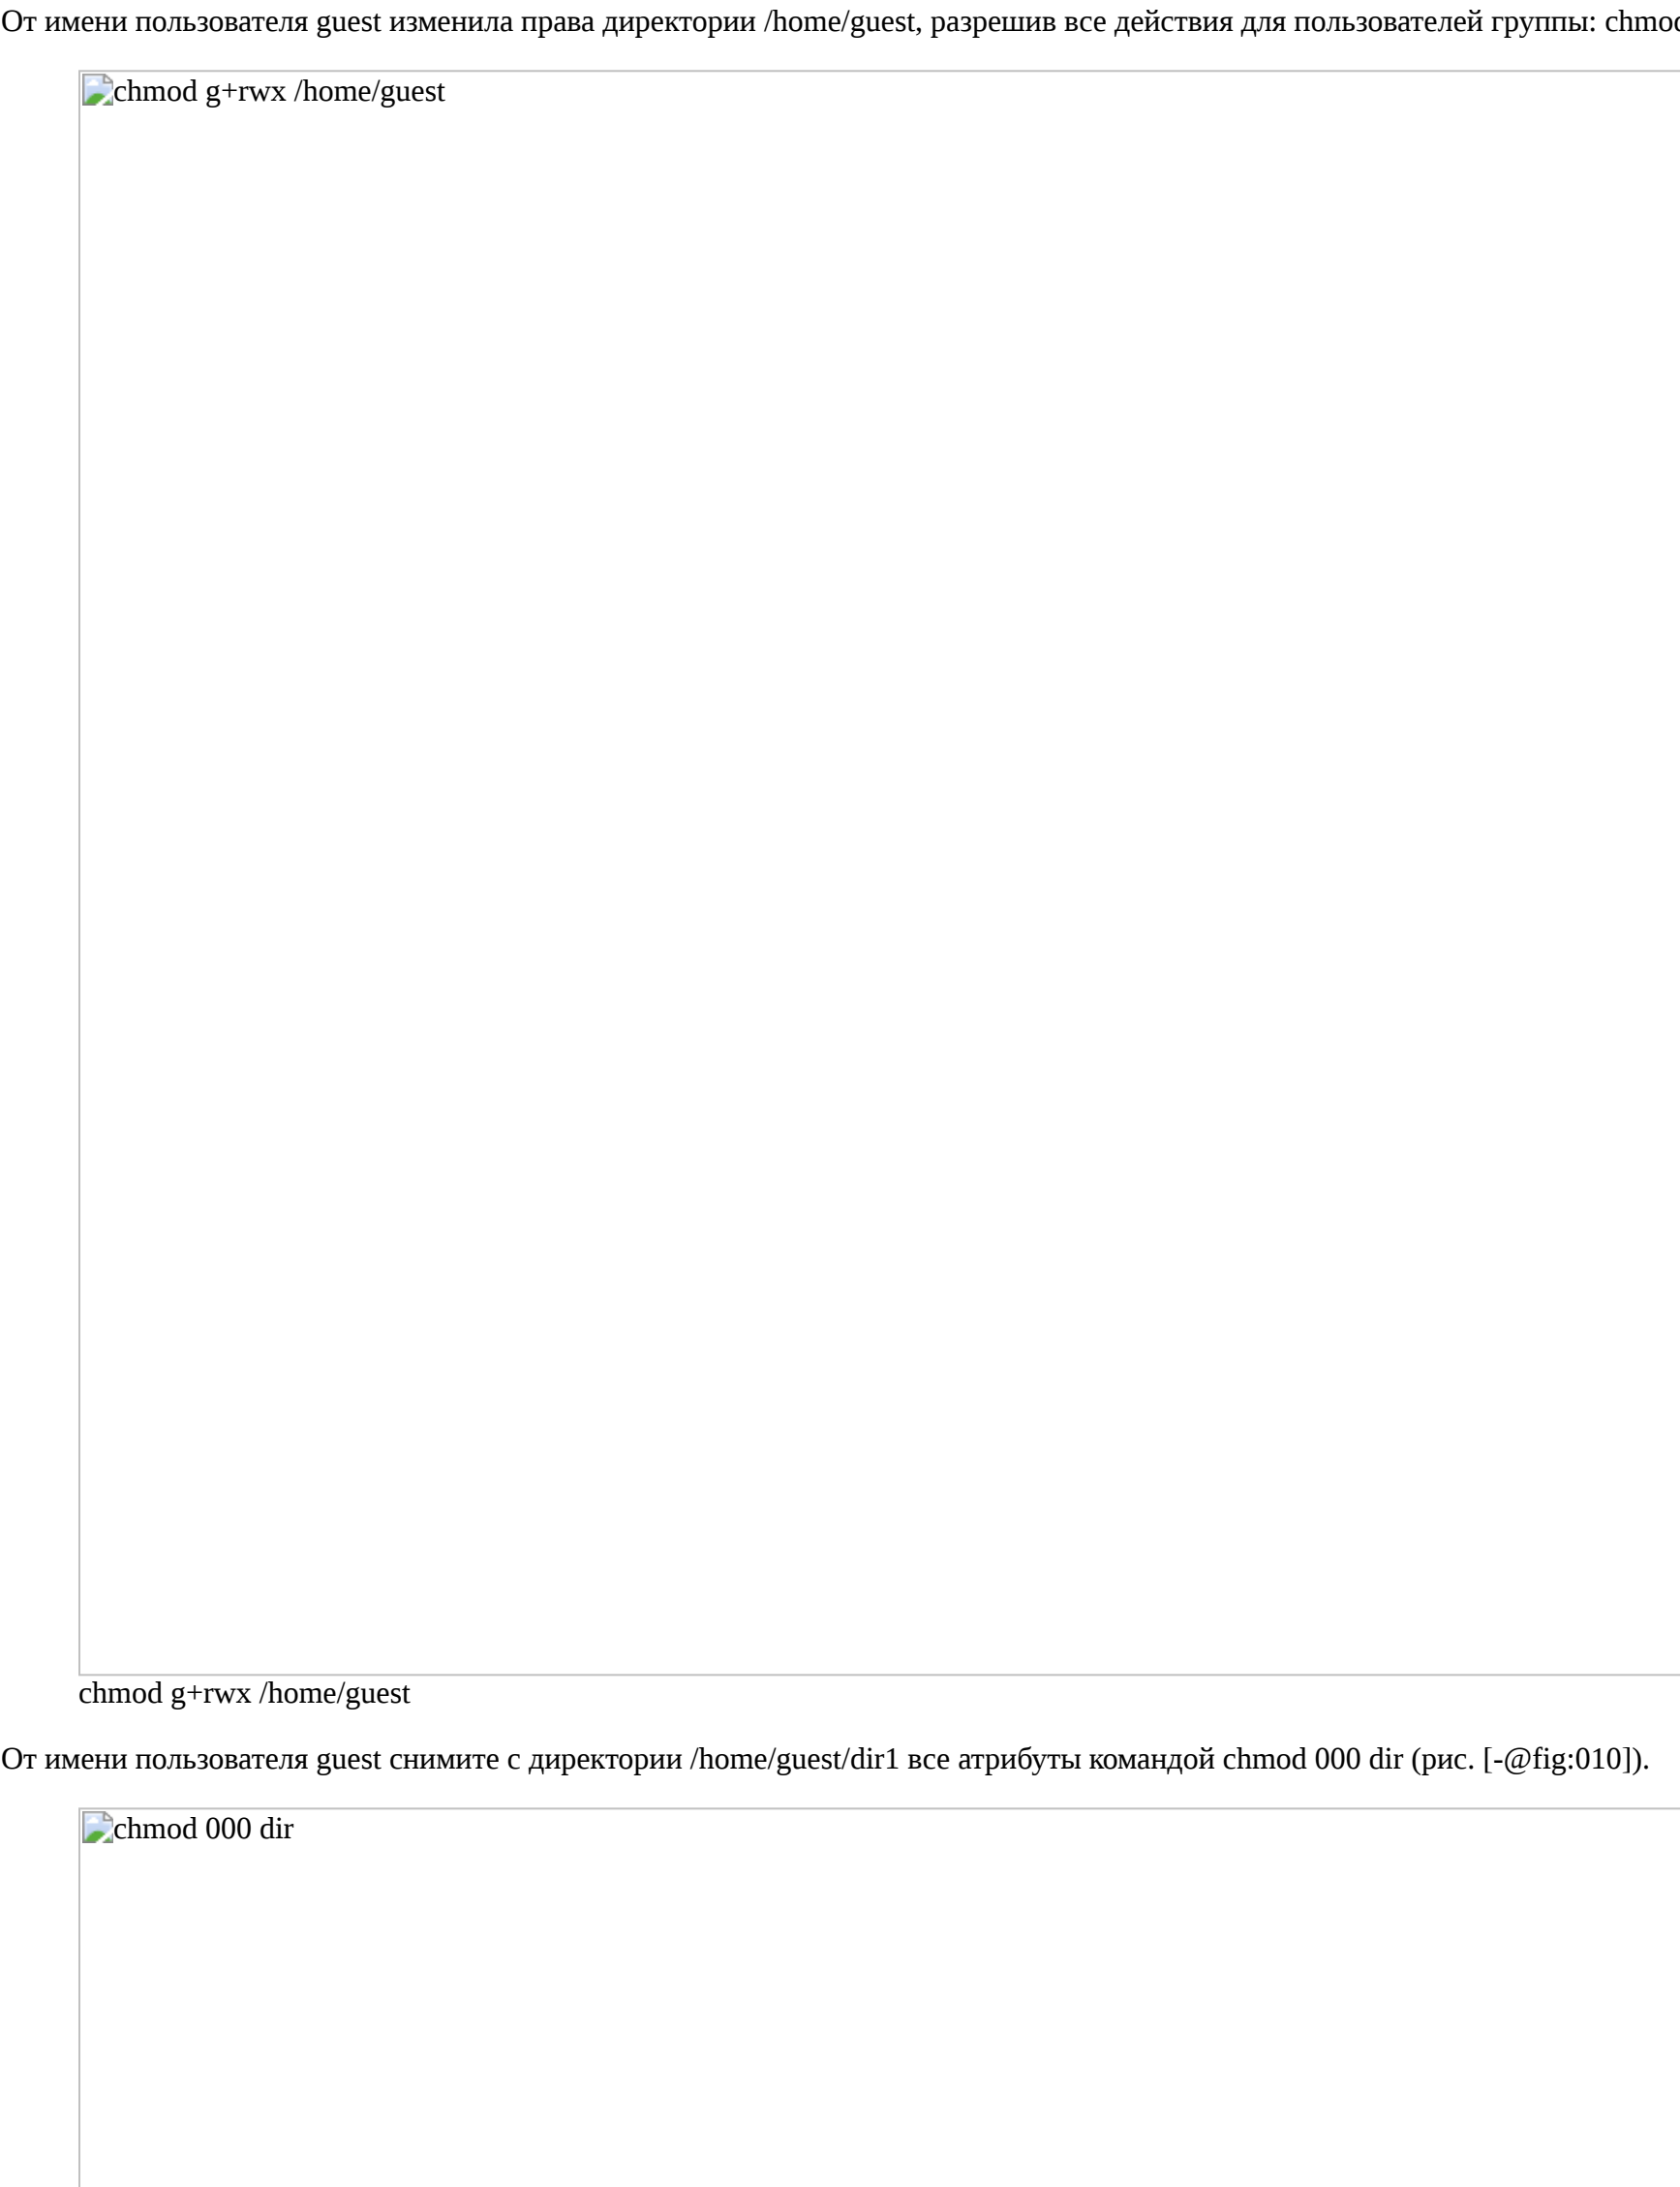 От имени пользователя guest изменила права директории /home/guest, разрешив все действия для пользователей группы:
chmod g+rwx /home/guest
chmod g+rwx /home/guest
От имени пользователя guest снимите с директории /home/guest/dir1 все атрибуты командой chmod 000 dir (рис. [-@fig:010]).
chmod 000 dir